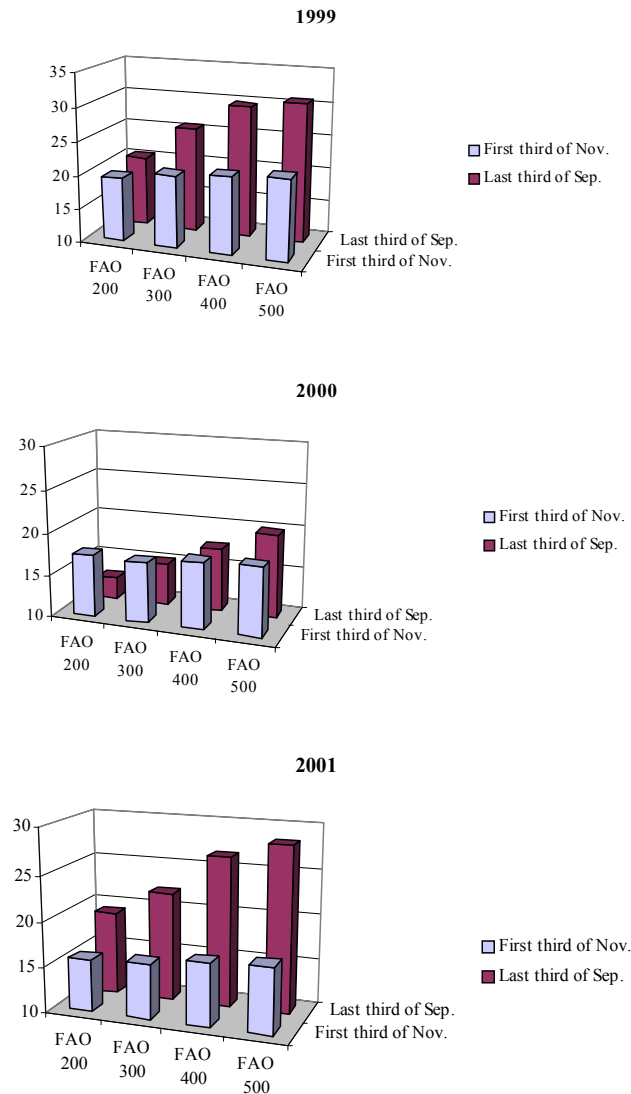 1999
35
30
25
20
15
10
FAO 200
FAO 300
FAO 400
FAO 500
Last third of Sep.
First third of Nov.
First third of Nov.
Last third of Sep.
2000
30
25
20
15
10
FAO 200
FAO 300
FAO 400
FAO 500
Last third of Sep.
First third of Nov.
First third of Nov.
Last third of Sep.
2001
30
25
20
15
10
FAO 200
FAO 300
FAO 400
FAO 500
Last third of Sep.
First third of Nov.
First third of Nov.
Last third of Sep.